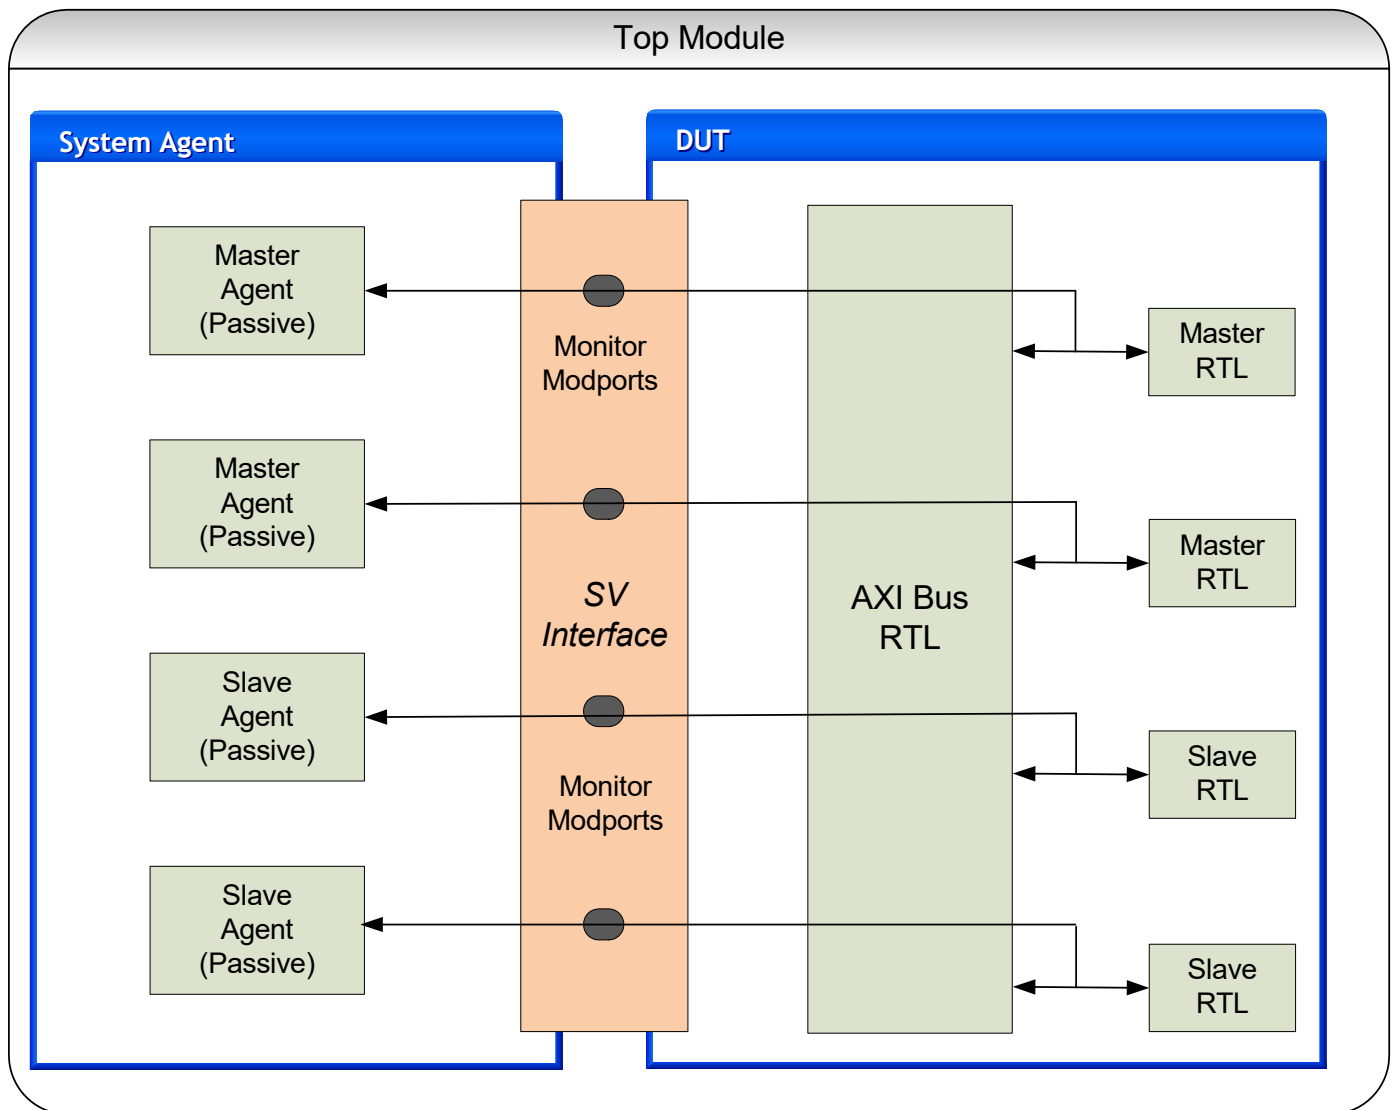 Top Module
System Agent
DUT
Master
Agent
(Passive)
Monitor
Modports
Master
RTL
Master
Agent
(Passive)
SV
Interface
AXI Bus
RTL
Master
RTL
Slave
Agent
(Passive)
Monitor
Modports
Slave
RTL
Slave
Agent
(Passive)
Slave
RTL